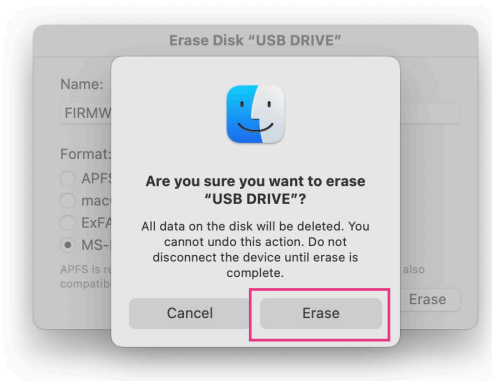 Erase Disk “USB DRIVE”
Name:
FIRMW
Format:
APFS
mac
ExFA
MS-
APFS is re
also
compatib
Erase
Are you sure you want to erase
“USB DRIVE”?
All data on the disk will be deleted. You
cannot undo this action. Do not
disconnect the device until erase is
complete.
Cancel
Erase